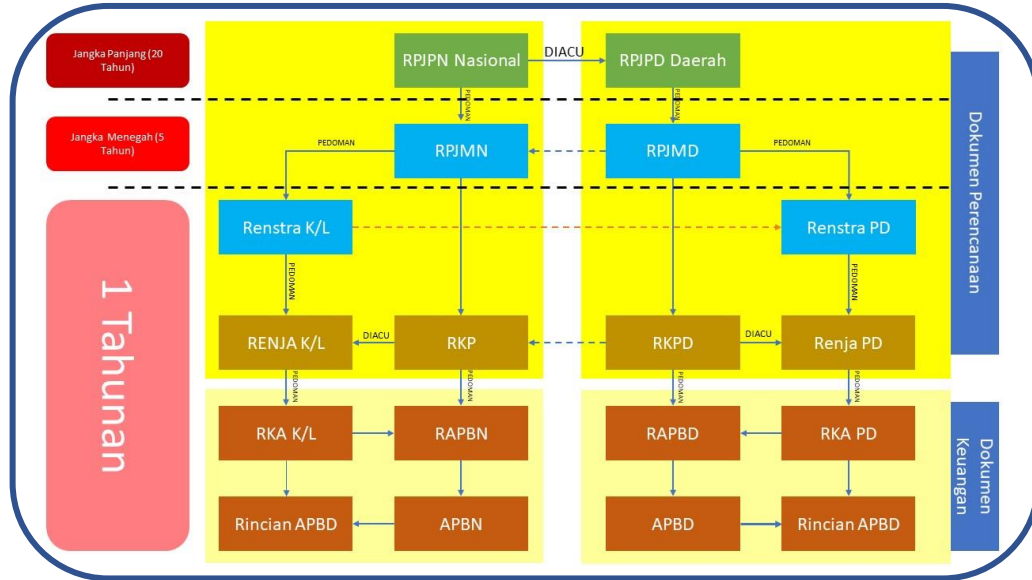 Jangka Panjang (20
Tahun)
RPJPN Nasional
DIACU
RPJPD Daerah
PEDOMAN
PEDOMAN
Jangka Menegah (5
Tahun)
PEDOMAN
RPJMN
RPJMD
PEDOMAN
Dokumen Perencanaan
1 Tahunan
Renstra K/L
Renstra PD
PEDOMAN
PEDOMAN
RENJA K/L
DIACU
RKP
RKPD
DIACU
Renja PD
PEDOMAN
PEDOMAN
PEDOMAN
PEDOMAN
RKA K/L
RAPBN
RAPBD
RKA PD
Dokumen
Keuangan
Rincian APBD
APBN
APBD
Rincian APBD